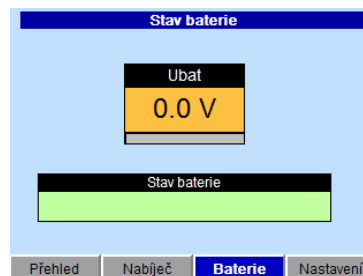 Stav baterie
Ubat
0.0 V
Stav baterie
Přehled Nabíječ Baterie Nastavení